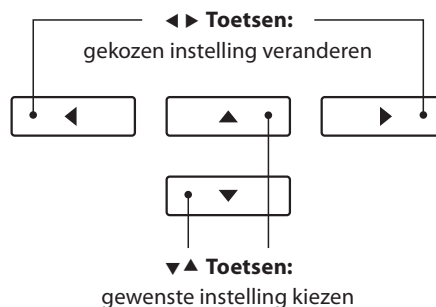 ◀ ▶ Toetsen:
gekozen instelling veranderen
◀ ▲ ▶
▼
▼▲ Toetsen:
gewenste instelling kiezen